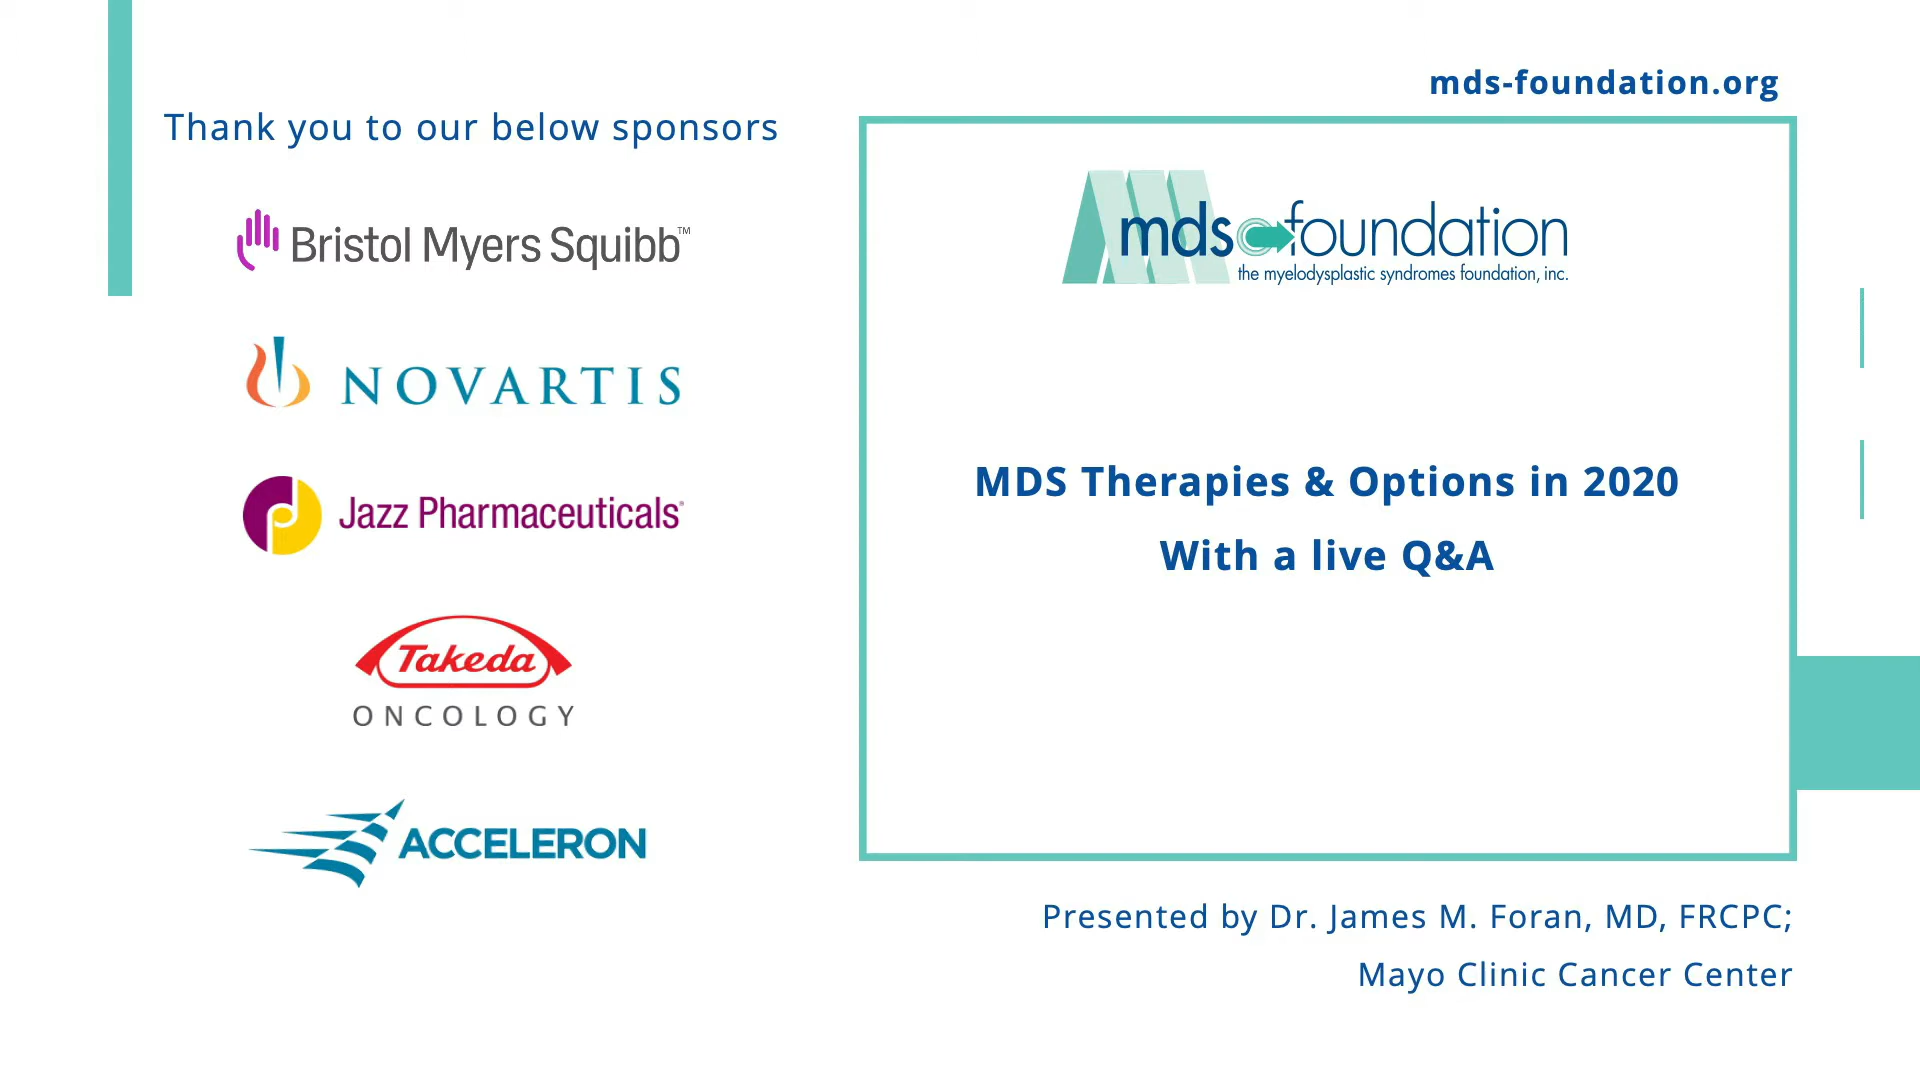 Thank you to our below sponsors
Bristol Myers Squibb™
NOVARTIS
Jazz Pharmaceuticals®
Takeda
ONCOLOGY
ACCELERON
mds-foundation.org
mds foundation
the myelodysplastic syndromes foundation, inc.
MDS Therapies & Options in 2020
With a live Q&A
Presented by Dr. James M. Foran, MD, FRCPC;
Mayo Clinic Cancer Center